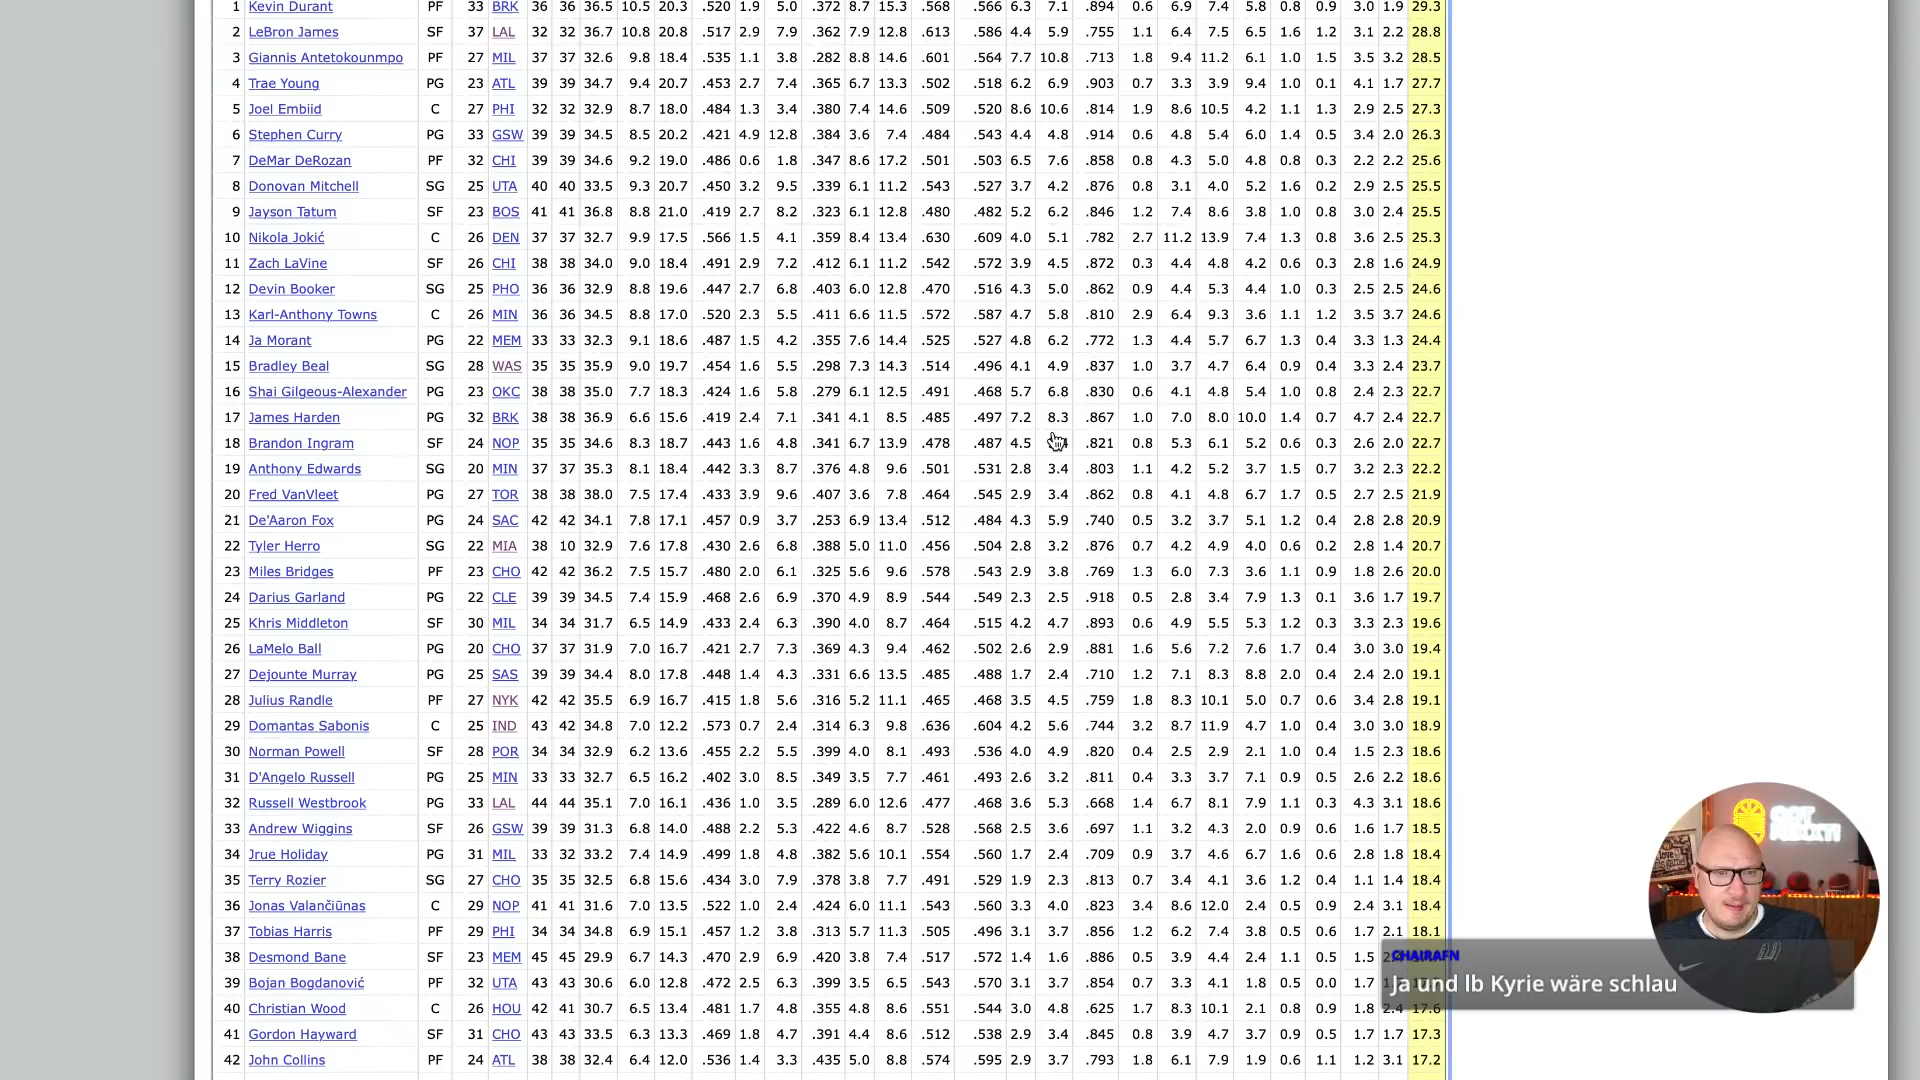 1 Kevin Durant PF 33 BRK 36 36 36.5 10.5 20.3 .520 1.9 5.0 .372 8.7 15.3 .568 .566 6.3 7.1 .894 0.6 6.9 7.4 5.8 0.8 0.9 3.0 1.9 29.3
2 LeBron James SF 37 LAL 32 32 36.7 10.8 20.8 .517 2.9 7.9 .362 7.9 12.8 .613 .586 4.4 5.9 .755 1.1 6.4 7.5 6.5 1.6 1.2 3.1 2.2 28.8
3 Giannis Antetokounmpo PF 27 MIL 37 37 32.6 9.8 18.4 .535 1.1 3.8 .282 8.8 14.6 .601 .564 7.7 10.8 .713 1.8 9.4 11.2 6.1 1.0 1.5 3.5 3.2 28.5
4 Trae Young PG 23 ATL 39 39 34.7 9.4 20.7 .453 2.7 7.4 .365 6.7 13.3 .502 .518 6.2 6.9 .903 0.7 3.3 3.9 9.4 1.0 0.1 4.1 1.7 27.7
5 Joel Embiid C 27 PHI 32 32 32.9 8.7 18.0 .484 1.3 3.4 .380 7.4 14.6 .509 .520 8.6 10.6 .814 1.9 8.6 10.5 4.2 1.1 1.3 2.9 2.5 27.3
6 Stephen Curry PG 33 GSW 39 39 34.5 8.5 20.2 .421 4.9 12.8 .384 3.6 7.4 .484 .543 4.4 4.8 .914 0.6 4.8 5.4 6.0 1.4 0.5 3.4 2.0 26.3
7 DeMar DeRozan PF 32 CHI 39 39 34.6 9.2 19.0 .486 0.6 1.8 .347 8.6 17.2 .501 .503 6.5 7.6 .858 0.8 4.3 5.0 4.8 0.8 0.3 2.2 2.2 25.6
8 Donovan Mitchell SG 25 UTA 40 40 33.5 9.3 20.7 .450 3.2 9.5 .339 6.1 11.2 .543 .527 3.7 4.2 .876 0.8 3.1 4.0 5.2 1.6 0.2 2.9 2.5 25.5
9 Jayson Tatum SF 23 BOS 41 41 36.8 8.8 21.0 .419 2.7 8.2 .323 6.1 12.8 .480 .482 5.2 6.2 .846 1.2 7.4 8.6 3.8 1.0 0.8 3.0 2.4 25.5
10 Nikola Jokić C 26 DEN 37 37 32.7 9.9 17.5 .566 1.5 4.1 .359 8.4 13.4 .630 .609 4.0 5.1 .782 2.7 11.2 13.9 7.4 1.3 0.8 3.6 2.5 25.3
11 Zach LaVine SF 26 CHI 38 38 34.0 9.0 18.4 .491 2.9 7.2 .412 6.1 11.2 .542 .572 3.9 4.5 .872 0.3 4.4 4.8 4.2 0.6 0.3 2.8 1.6 24.9
12 Devin Booker SG 25 PHO 36 36 32.9 8.8 19.6 .447 2.7 6.8 .403 6.0 12.8 .470 .516 4.3 5.0 .862 0.9 4.4 5.3 4.4 1.0 0.3 2.5 2.5 24.6
13 Karl-Anthony Towns C 26 MIN 36 36 34.5 8.8 17.0 .520 2.3 5.5 .411 6.6 11.5 .572 .587 4.7 5.8 .810 2.9 6.4 9.3 3.6 1.1 1.2 3.5 3.7 24.6
14 Ja Morant PG 22 MEM 33 33 32.3 9.1 18.6 .487 1.5 4.2 .355 7.6 14.4 .525 .527 4.8 6.2 .772 1.3 4.4 5.7 6.7 1.3 0.4 3.3 1.3 24.4
15 Bradley Beal SG 28 WAS 35 35 35.9 9.0 19.7 .454 1.6 5.5 .298 7.3 14.3 .514 .496 4.1 4.9 .837 1.0 3.7 4.7 6.4 0.9 0.4 3.3 2.4 23.7
16 Shai Gilgeous-Alexander PG 23 OKC 38 38 35.0 7.7 18.3 .424 1.6 5.8 .279 6.1 12.5 .491 .468 5.7 6.8 .830 0.6 4.1 4.8 5.4 1.0 0.8 2.4 2.3 22.7
17 James Harden PG 32 BRK 38 38 36.9 6.6 15.6 .419 2.4 7.1 .341 4.1 8.5 .485 .497 7.2 8.3 .867 1.0 7.0 8.0 10.0 1.4 0.7 4.7 2.4 22.7
18 Brandon Ingram SF 24 NOP 35 35 34.6 8.3 18.7 .443 1.6 4.8 .341 6.7 13.9 .478 .487 4.5 .821 0.8 5.3 6.1 5.2 0.6 0.3 2.6 2.0 22.7
19 Anthony Edwards SG 20 MIN 37 37 35.3 8.1 18.4 .442 3.3 8.7 .376 4.8 9.6 .501 .531 2.8 3.4 .803 1.1 4.2 5.2 3.7 1.5 0.7 3.2 2.3 22.2
20 Fred VanVleet PG 27 TOR 38 38 38.0 7.5 17.4 .433 3.9 9.6 .407 3.6 7.8 .464 .545 2.9 3.4 .862 0.8 4.1 4.8 6.7 1.7 0.5 2.7 2.5 21.9
21 De'Aaron Fox PG 24 SAC 42 42 34.1 7.8 17.1 .457 0.9 3.7 .253 6.9 13.4 .512 .484 4.3 5.9 .740 0.5 3.2 3.7 5.1 1.2 0.4 2.8 2.8 20.9
22 Tyler Herro SG 22 MIA 38 10 32.9 7.6 17.8 .430 2.6 6.8 .388 5.0 11.0 .456 .504 2.8 3.2 .876 0.7 4.2 4.9 4.0 0.6 0.2 2.8 1.4 20.7
23 Miles Bridges PF 23 CHO 42 42 36.2 7.5 15.7 .480 2.0 6.1 .325 5.6 9.6 .578 .543 2.9 3.8 .769 1.3 6.0 7.3 3.6 1.1 0.9 1.8 2.6 20.0
24 Darius Garland PG 22 CLE 39 39 34.5 7.4 15.9 .468 2.6 6.9 .370 4.9 8.9 .544 .549 2.3 2.5 .918 0.5 2.8 3.4 7.9 1.3 0.1 3.6 1.7 19.7
25 Khris Middleton SF 30 MIL 34 34 31.7 6.5 14.9 .433 2.4 6.3 .390 4.0 8.7 .464 .515 4.2 4.7 .893 0.6 4.9 5.5 5.3 1.2 0.3 3.3 2.3 19.6
26 LaMelo Ball PG 20 CHO 37 37 31.9 7.0 16.7 .421 2.7 7.3 .369 4.3 9.4 .462 .502 2.6 2.9 .881 1.6 5.6 7.2 7.6 1.7 0.4 3.0 3.0 19.4
27 Dejounte Murray PG 25 SAS 39 39 34.4 8.0 17.8 .448 1.4 4.3 .331 6.6 13.5 .485 .488 1.7 2.4 .710 1.2 7.1 8.3 8.8 2.0 0.4 2.4 2.0 19.1
28 Julius Randle PF 27 NYK 42 42 35.5 6.9 16.7 .415 1.8 5.6 .316 5.2 11.1 .465 .468 3.5 4.5 .759 1.8 8.3 10.1 5.0 0.7 0.6 3.4 2.8 19.1
29 Domantas Sabonis C 25 IND 43 42 34.8 7.0 12.2 .573 0.7 2.4 .314 6.3 9.8 .636 .604 4.2 5.6 .744 3.2 8.7 11.9 4.7 1.0 0.4 3.0 3.0 18.9
30 Norman Powell SF 28 POR 34 34 32.9 6.2 13.6 .455 2.2 5.5 .399 4.0 8.1 .493 .536 4.0 4.9 .820 0.4 2.5 2.9 2.1 1.0 0.4 1.5 2.3 18.6
31 D'Angelo Russell PG 25 MIN 33 33 32.7 6.5 16.2 .402 3.0 8.5 .349 3.5 7.7 .461 .493 2.6 3.2 .811 0.4 3.3 3.7 7.1 0.9 0.5 2.6 2.2 18.6
32 Russell Westbrook PG 33 LAL 44 44 35.1 7.0 16.1 .436 1.0 3.5 .289 6.0 12.6 .477 .468 3.6 5.3 .668 1.4 6.7 8.1 7.9 1.1 0.3 4.3 3.1 18.6
33 Andrew Wiggins SF 26 GSW 39 39 31.3 6.8 14.0 .488 2.2 5.3 .422 4.6 8.7 .528 .568 2.5 3.6 .697 1.1 3.2 4.3 2.0 0.9 0.6 1.6 1.7 18.5
34 Jrue Holiday PG 31 MIL 33 32 33.2 7.4 14.9 .499 1.8 4.8 .382 5.6 10.1 .554 .560 1.7 2.4 .709 0.9 3.7 4.6 6.7 1.6 0.6 2.8 1.8 18.4
35 Terry Rozier SG 27 CHO 35 35 32.5 6.8 15.6 .434 3.0 7.9 .378 3.8 7.7 .491 .529 1.9 2.3 .813 0.7 3.4 4.1 3.6 1.2 0.4 1.1 1.4 18.4
36 Jonas Valančiūnas C 29 NOP 41 41 31.6 7.0 13.5 .522 1.0 2.4 .424 6.0 11.1 .543 .560 3.3 4.0 .823 3.4 8.6 12.0 2.4 0.5 0.9 2.4 3.1 18.4
37 Tobias Harris PF 29 PHI 34 34 34.8 6.9 15.1 .457 1.2 3.8 .313 5.7 11.3 .505 .496 3.1 3.7 .856 1.2 6.2 7.4 3.8 0.5 0.6 1.7 2.1 18.1
38 Desmond Bane SF 23 MEM 45 45 29.9 6.7 14.3 .470 2.9 6.9 .420 3.8 7.4 .517 .572 1.4 1.6 .886 0.5 3.9 4.4 2.4 1.1 0.5 1.5
CHAIRAFN
39 Bojan Bogdanović PF 32 UTA 43 43 30.6 6.0 12.8 .472 2.5 6.3 .399 3.5 6.5 .543 .570 3.1 3.7 .854 0.7 3.3 4.1 1.8 0.5 0.0 1.7
Ja und lb Kyrie wäre schlau
40 Christian Wood C 26 HOU 42 41 30.7 6.5 13.4 .481 1.7 4.8 .355 4.8 8.6 .551 .544 3.0 4.8 .625 1.7 8.3 10.1 2.1 0.8 0.9 1.8 2.4 17.6
41 Gordon Hayward SF 31 CHO 43 43 33.5 6.3 13.3 .469 1.8 4.7 .391 4.4 8.6 .512 .538 2.9 3.4 .845 0.8 3.9 4.7 3.7 0.9 0.5 1.7 1.7 17.3
42 John Collins PF 24 ATL 38 38 32.4 6.4 12.0 .536 1.4 3.3 .435 5.0 8.8 .574 .595 2.9 3.7 .793 1.8 6.1 7.9 1.9 0.6 1.1 1.2 3.1 17.2